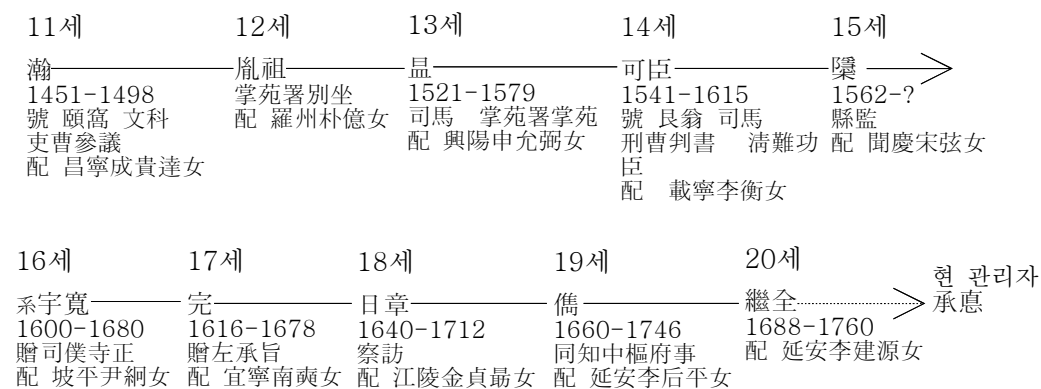 11세 12세 13세 14세 15세
瀚 胤祖 昷 可臣 隳
1451-1498 掌苑署別坐 1521-1579 1541-1615 1562-?
號 頤窩 文科 配 羅州朴億女 司馬 掌苑署掌苑 號 艮翁 司馬 縣監
吏曹參議 配 興陽申允弼女 刑曹判書 淸難功 配 聞慶宋弦女
配 昌寧成貴達女 臣
配 載寧李衡女
16세 17세 18세 19세 20세 현 관리자
系宇寬 完 日章 儁 繼全 承悳
1600-1680 1616-1678 1640-1712 1660-1746 1688-1760
贈司僕寺正 贈左承旨 察訪 同知中樞府事 配 延安李建源女
配 坡平尹絅女 配 宜寧南奭女 配 江陵金貞勗女 配 延安李后平女